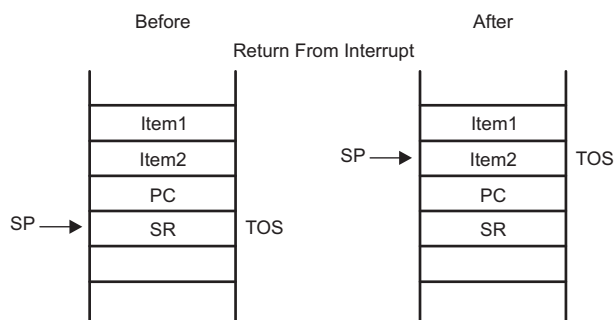 Before
After
Return From Interrupt
Item1
Item2
PC
SR
SP
TOS
Item1
Item2
PC
SR
SP
TOS